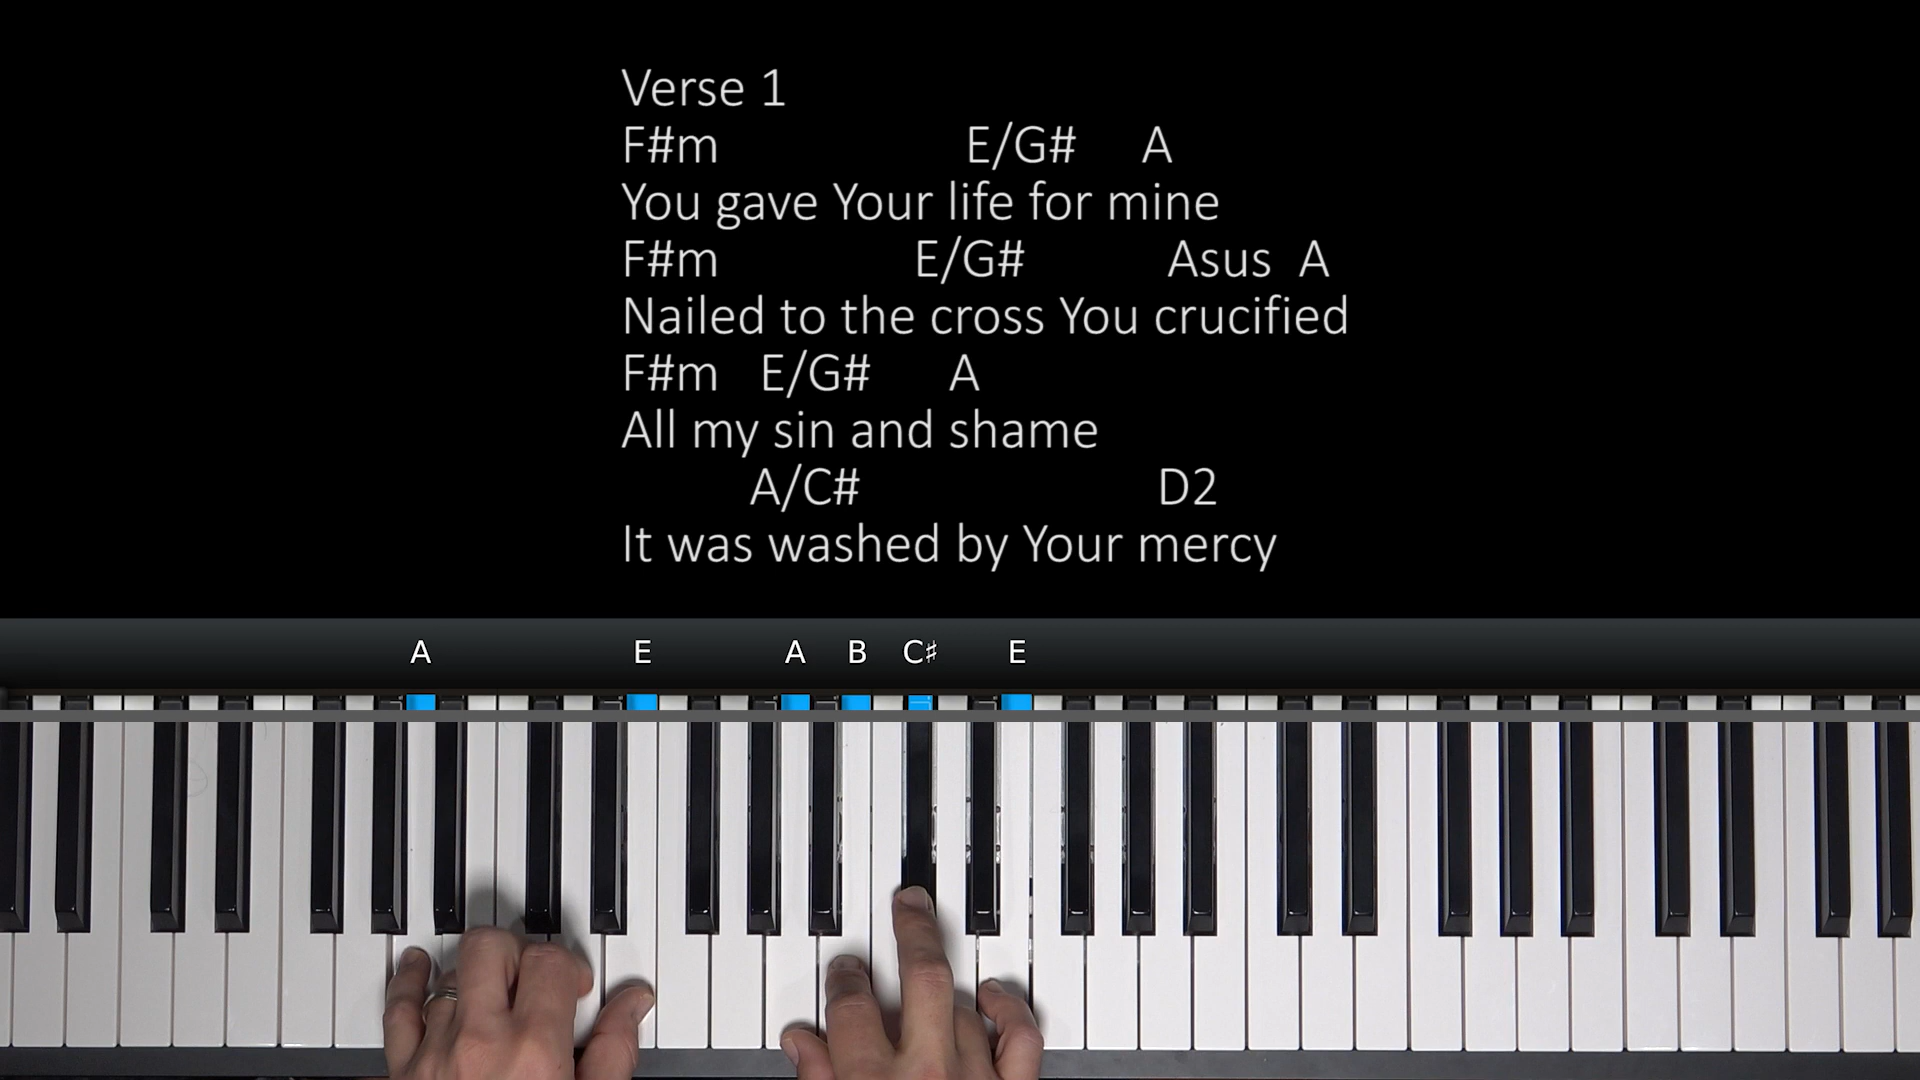 Verse 1
F#m E/G# A
You gave Your life for mine
F#m E/G# Asus A
Nailed to the cross You crucified
F#m E/G# A
All my sin and shame
A/C# D2
It was washed by Your mercy
A E A B C♯ E